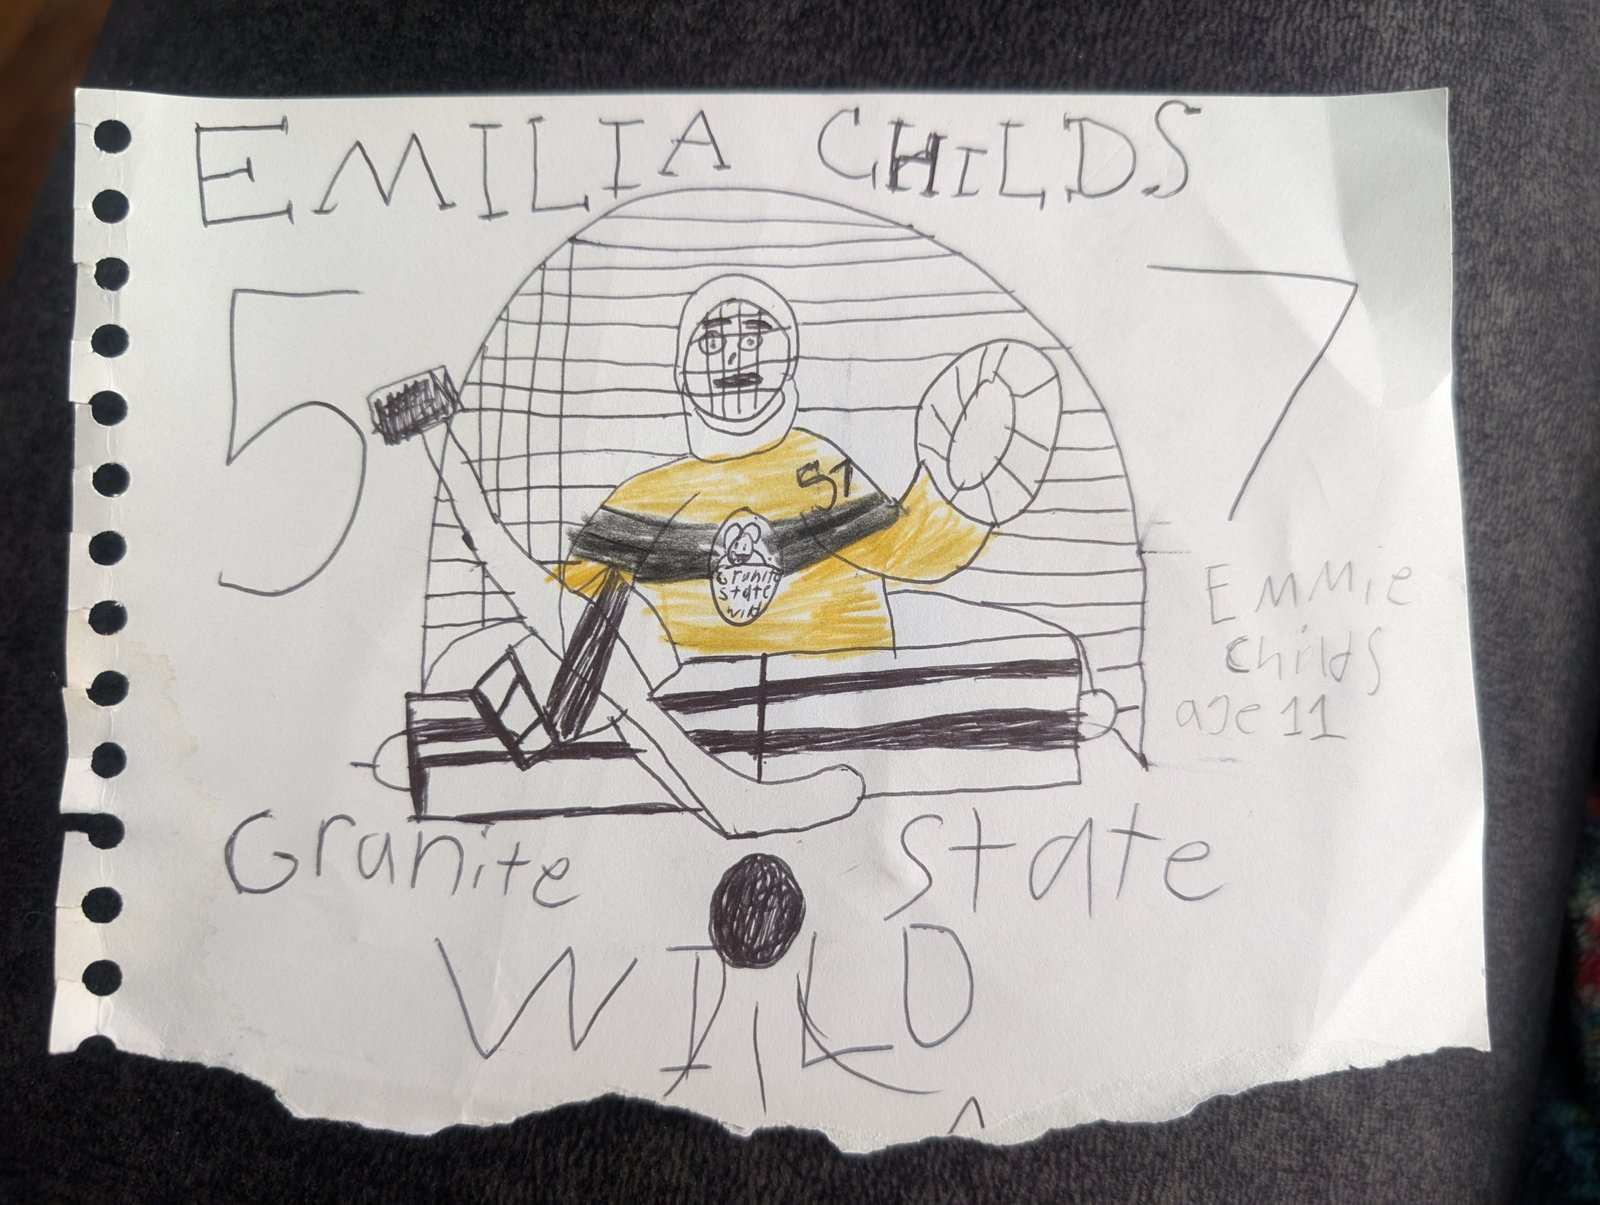 EMILIA CHILDS
5 7
57
Granite
State
Wild
EMMie
Childs
age 11
Granite State
WILD